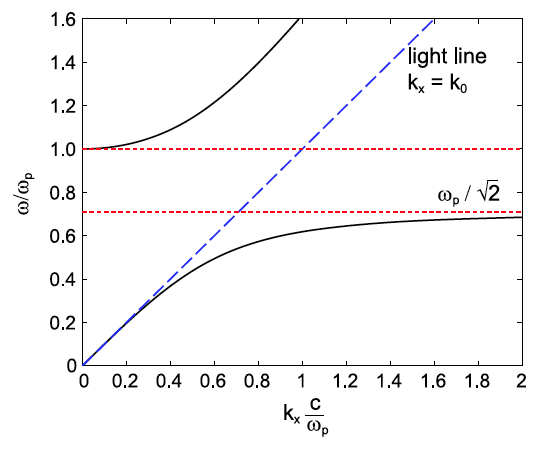 1.6
1.4
1.2
1.0
0.8
0.6
0.4
0.2
0
ω/ωp
light line
kx = k0
ωp / √2
0 0.2 0.4 0.6 0.8 1 1.2 1.4 1.6 1.8 2
kx c/ωp